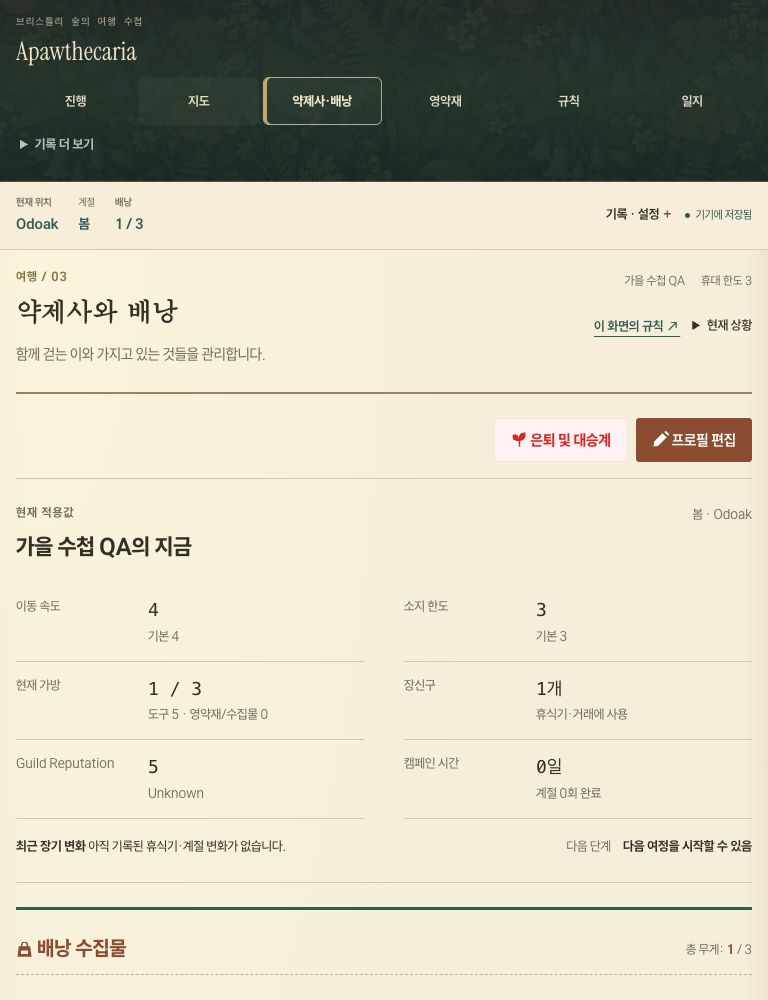 브리스틀리 숲의 여행 수첩
Apawthecaria
진행 지도 약제사·배낭 영약재 규칙 일지
▶ 기록 더 보기
현재 위치 계절 배낭
Odoak 봄 1 / 3
기록 · 설정 + ● 기기에 저장됨
여행 / 03
가을 수첩 QA 휴대 한도 3
약제사와 배낭
이 화면의 규칙 ↗ ▶ 현재 상황
함께 걷는 이와 가지고 있는 것들을 관리합니다.
은퇴 및 대승계 프로필 편집
현재 적용값
봄 · Odoak
가을 수첩 QA의 지금
이동 속도 4 소지 한도 3
기본 4 기본 3
현재 가방 1 / 3 장신구 1개
도구 5 · 영약재/수집물 0 휴식기·거래에 사용
Guild Reputation 5 캠페인 시간 0일
Unknown 계절 0회 완료
최근 장기 변화 아직 기록된 휴식기·계절 변화가 없습니다. 다음 단계 다음 여정을 시작할 수 있음
배낭 수집물 총 무게: 1 / 3